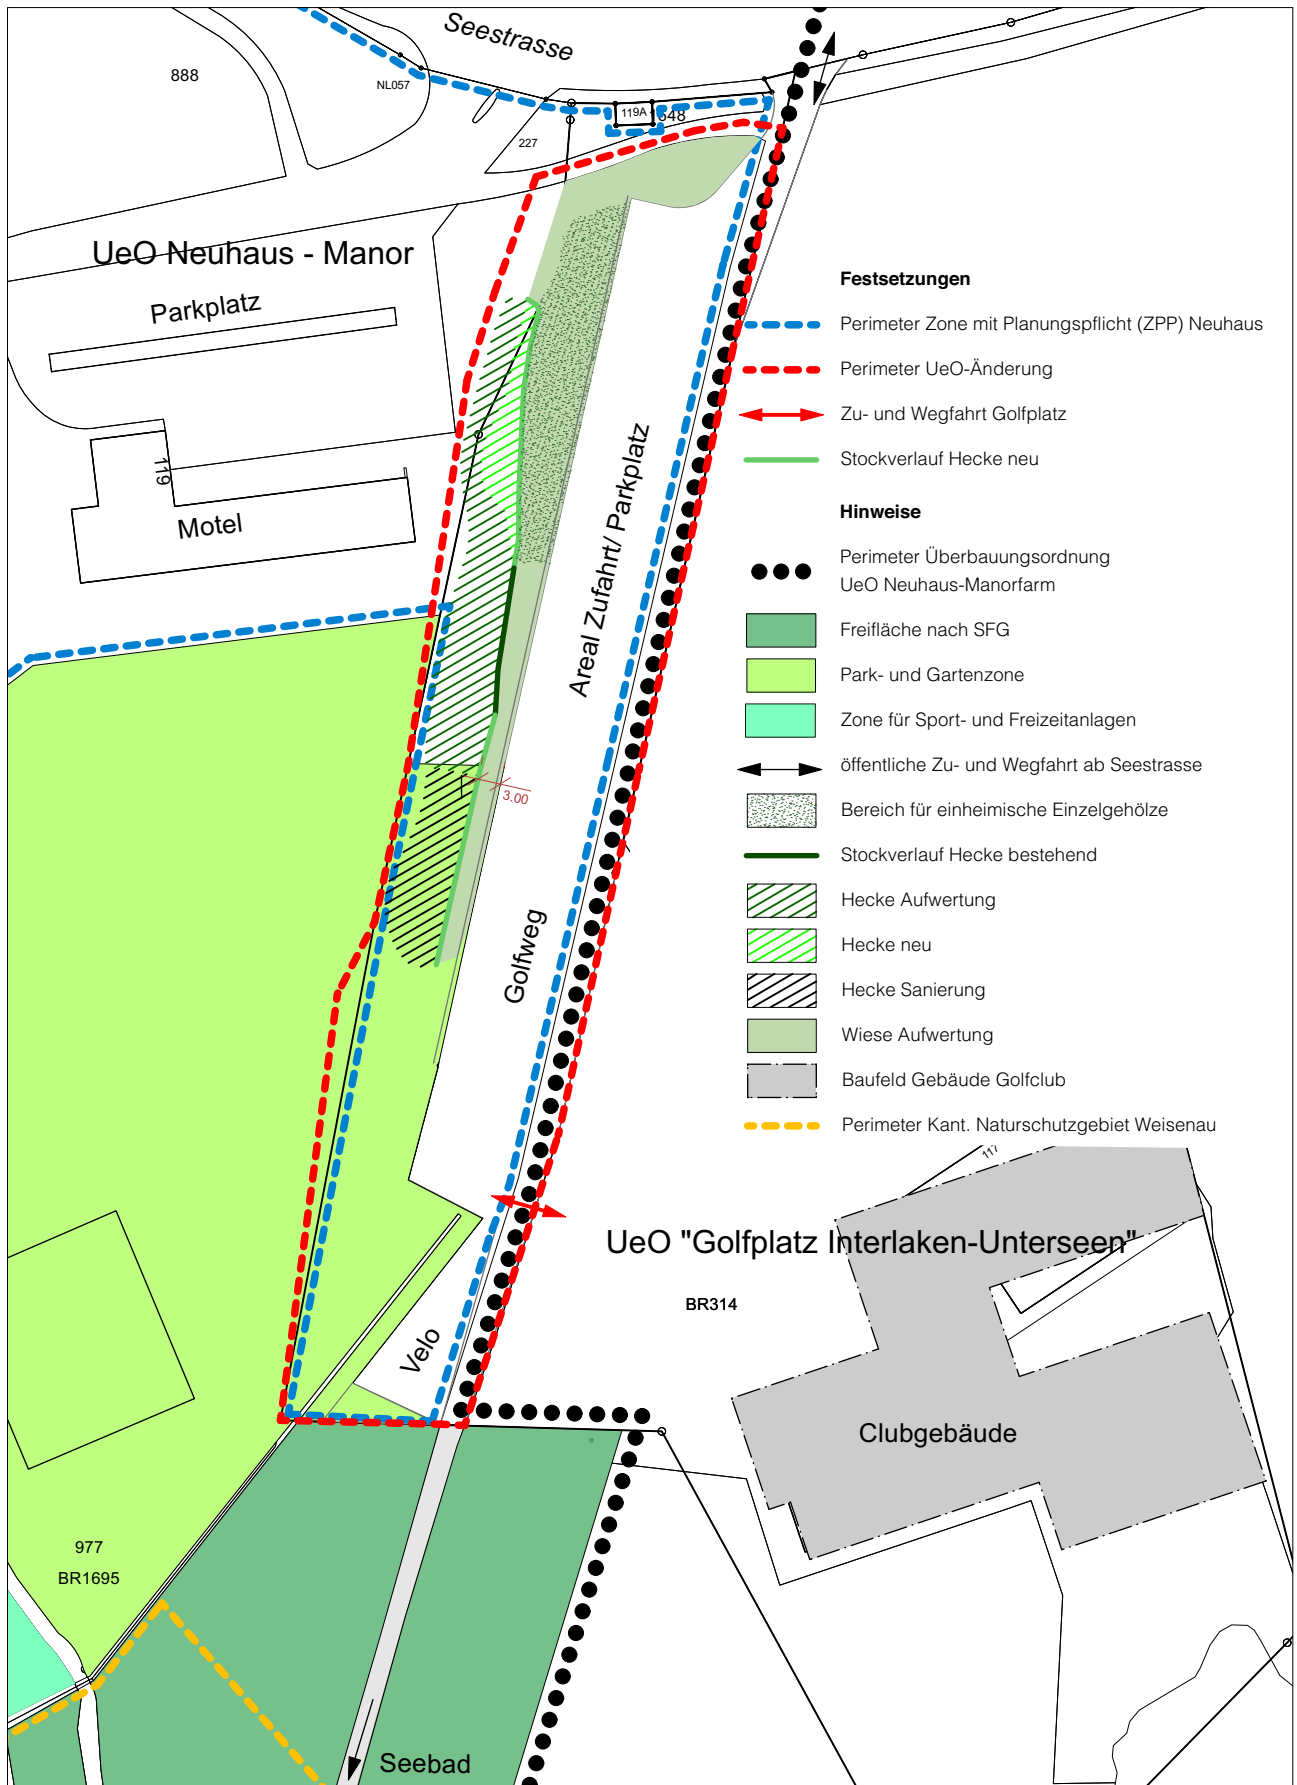 Seestrasse
888
NL057
119A
1648
227
UeO Neuhaus - Manor
Parkplatz
119
Motel
Areal Zufahrt/ Parkplatz
3.00
Golfweg
Velo
Festsetzungen
Perimeter Zone mit Planungspflicht (ZPP) Neuhaus
Perimeter UeO-Änderung
Zu- und Wegfahrt Golfplatz
Stockverlauf Hecke neu
Hinweise
Perimeter Überbauungsordnung
UeO Neuhaus-Manorfarm
Freifläche nach SFG
Park- und Gartenzone
Zone für Sport- und Freizeitanlagen
öffentliche Zu- und Wegfahrt ab Seestrasse
Bereich für einheimische Einzelgehölze
Stockverlauf Hecke bestehend
Hecke Aufwertung
Hecke neu
Hecke Sanierung
Wiese Aufwertung
Baufeld Gebäude Golfclub
Perimeter Kant. Naturschutzgebiet Weisenau
117
UeO "Golfplatz Interlaken-Unterseen"
BR314
Clubgebäude
977
BR1695
Seebad